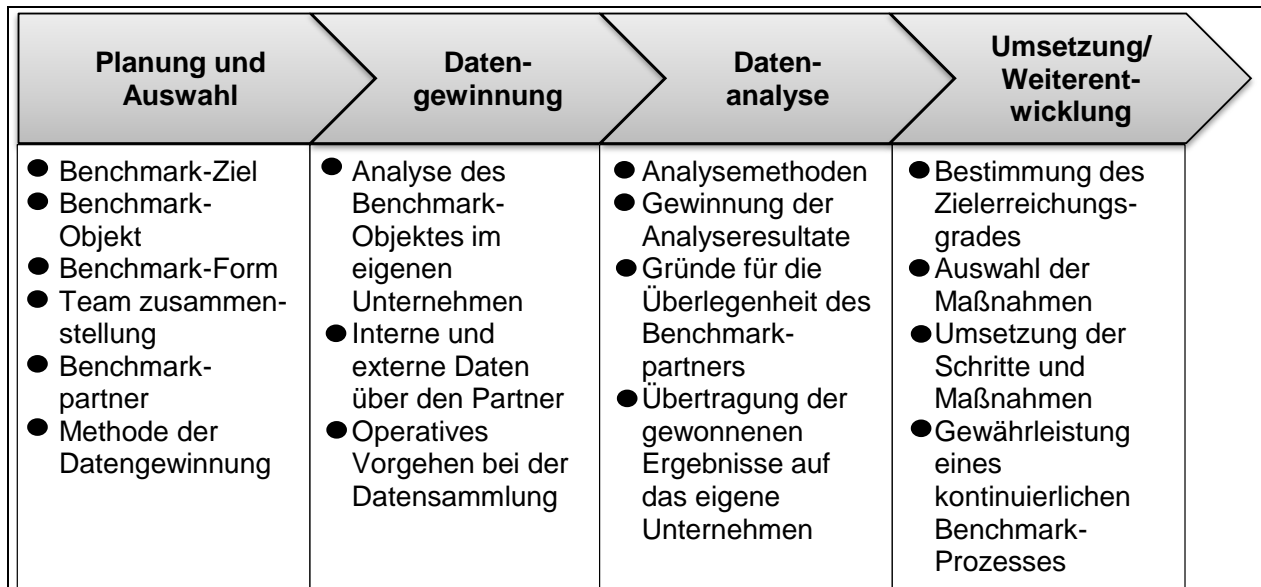 Planung und
Auswahl
Daten-
gewinnung
Daten-
analyse
Umsetzung/
Weiterent-
wicklung
● Benchmark-Ziel
● Benchmark-
Objekt
● Benchmark-Form
● Team zusammen-
stellung
● Benchmark-
partner
● Methode der
Datengewinnung
● Analyse des
Benchmark-
Objektes im
eigenen
Unternehmen
● Interne und
externe Daten
über den Partner
● Operatives
Vorgehen bei der
Datensammlung
● Analysemethoden
● Gewinnung der
Analyseresultate
● Gründe für die
Überlegenheit des
Benchmark-
partners
● Übertragung der
gewonnenen
Ergebnisse auf
das eigene
Unternehmen
● Bestimmung des
Zielerreichungs-
grades
● Auswahl der
Maßnahmen
● Umsetzung der
Schritte und
Maßnahmen
● Gewährleistung
eines
kontinuierlichen
Benchmark-
Prozesses